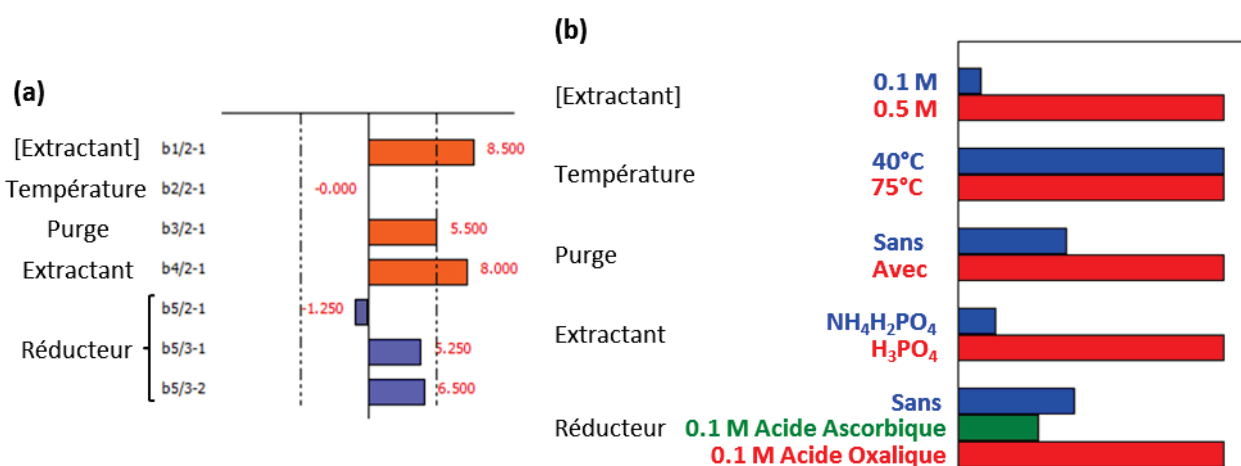 (a)
[Extractant] b1/2-1 8.500
Température b2/2-1 -0.000
Purge b3/2-1 5.500
Extractant b4/2-1 8.000
b5/2-1 -1.250
Réducteur b5/3-1 5.250
b5/3-2 6.500
(b)
[Extractant] 0.1 M
0.5 M
Température 40°C
75°C
Purge Sans
Avec
Extractant NH₄H₂PO₄
H₃PO₄
Sans
Réducteur 0.1 M Acide Ascorbique
0.1 M Acide Oxalique